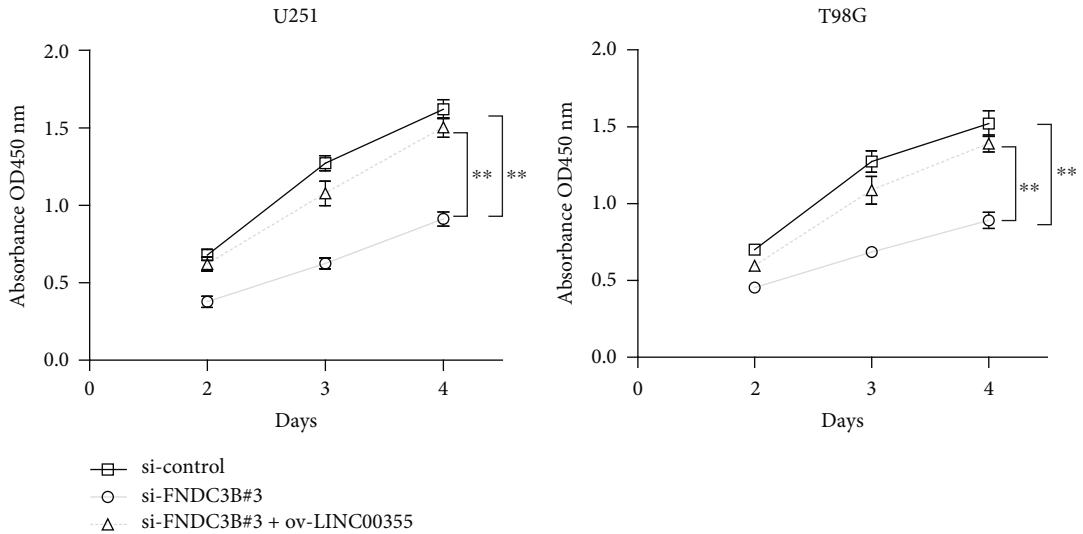 U251
Absorbance OD450 nm
2.0
1.5
1.0
0.5
0.0
** **
0 2 3 4
Days
T98G
Absorbance OD450 nm
2.0
1.5
1.0
0.5
0.0
** **
0 2 3 4
Days
si-control
si-FNDC3B#3
si-FNDC3B#3 + ov-LINC00355